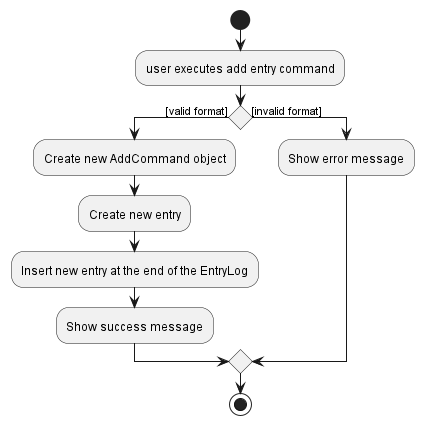 user executes add entry command
[valid format]
[invalid format]
Create new AddCommand object
Show error message
Create new entry
Insert new entry at the end of the EntryLog
Show success message